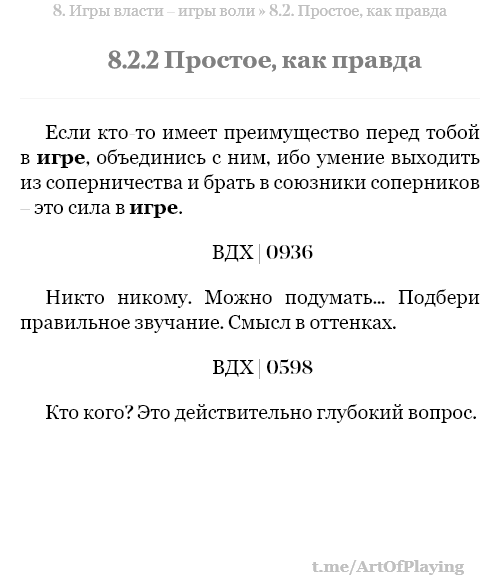 8. Игры власти – игры воли » 8.2. Простое, как правда
8.2.2 Простое, как правда
Если кто-то имеет преимущество перед тобой
в игре, объединись с ним, ибо умение выходить
из соперничества и брать в союзники соперников
– это сила в игре.
ВДХ | 0936
Никто никому. Можно подумать... Подбери
правильное звучание. Смысл в оттенках.
ВДХ | 0598
Кто кого? Это действительно глубокий вопрос.
t.me/ArtOfPlaying